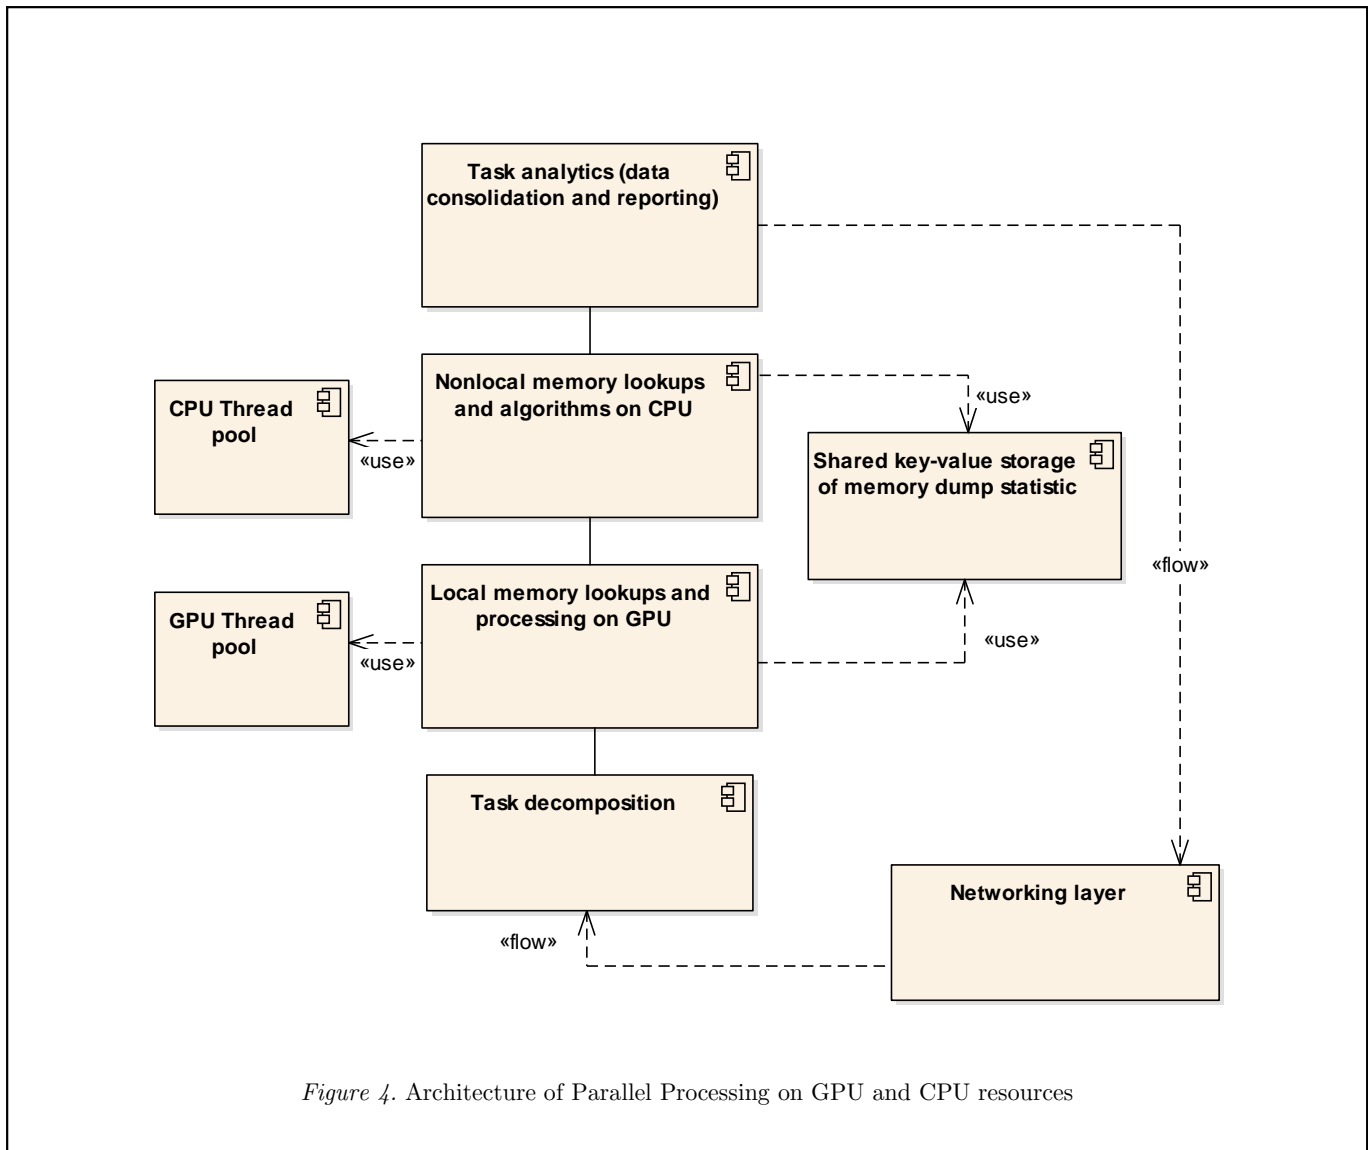 Task analytics (data
consolidation and reporting)
Nonlocal memory lookups
and algorithms on CPU
«use»
CPU Thread
pool
«use»
Shared key-value storage
of memory dump statistic
«flow»
Local memory lookups and
processing on GPU
GPU Thread
pool
«use»
«use»
Task decomposition
Networking layer
«flow»
Figure 4. Architecture of Parallel Processing on GPU and CPU resources